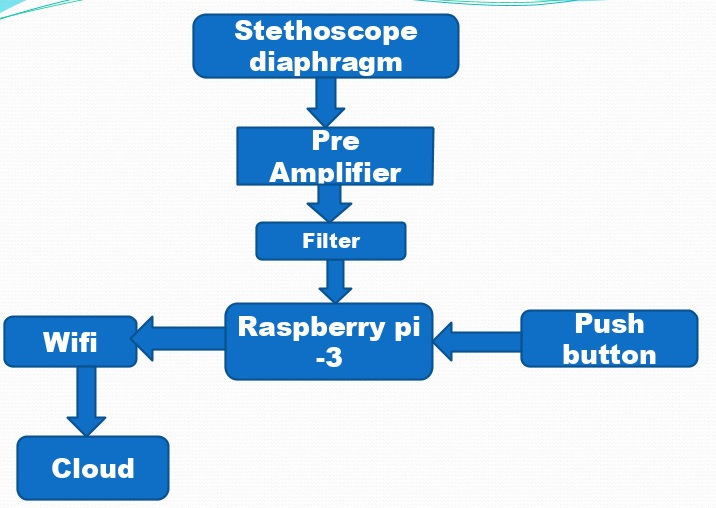 Stethoscope
diaphragm
Pre
Amplifier
Filter
Raspberry pi
-3
Wifi
Push
button
Cloud